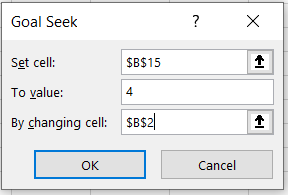 Goal Seek ? ×
Set cell: $B$15
To value: 4
By changing cell: $B$2
OK Cancel